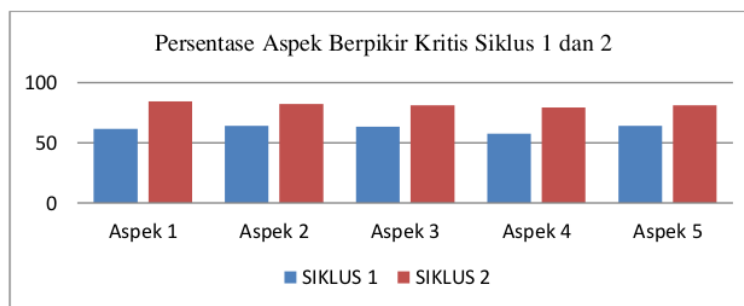 Persentase Aspek Berpikir Kritis Siklus 1 dan 2
100
50
0
Aspek 1 Aspek 2 Aspek 3 Aspek 4 Aspek 5
SIKLUS 1 SIKLUS 2